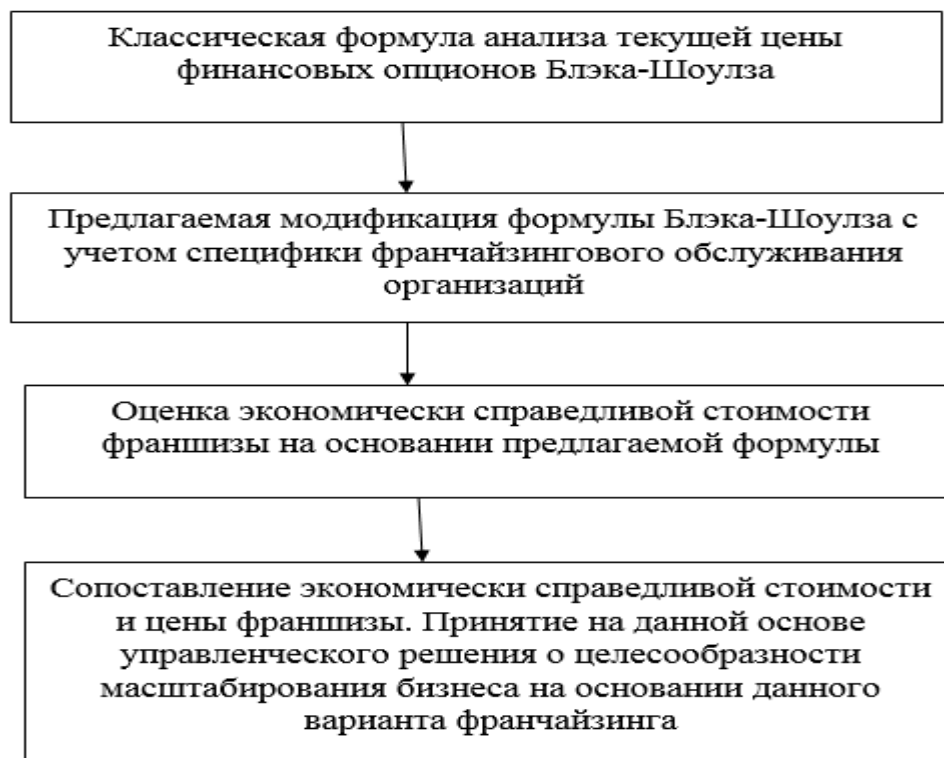 Классическая формула анализа текущей цены
финансовых опционов Блэка-Шоулза
Предлагаемая модификация формулы Блэка-Шоулза с
учетом специфики франчайзингового обслуживания
организаций
Оценка экономически справедливой стоимости
франшизы на основании предлагаемой формулы
Сопоставление экономически справедливой стоимости
и цены франшизы. Принятие на данной основе
управленческого решения о целесообразности
масштабирования бизнеса на основании данного
варианта франчайзинга